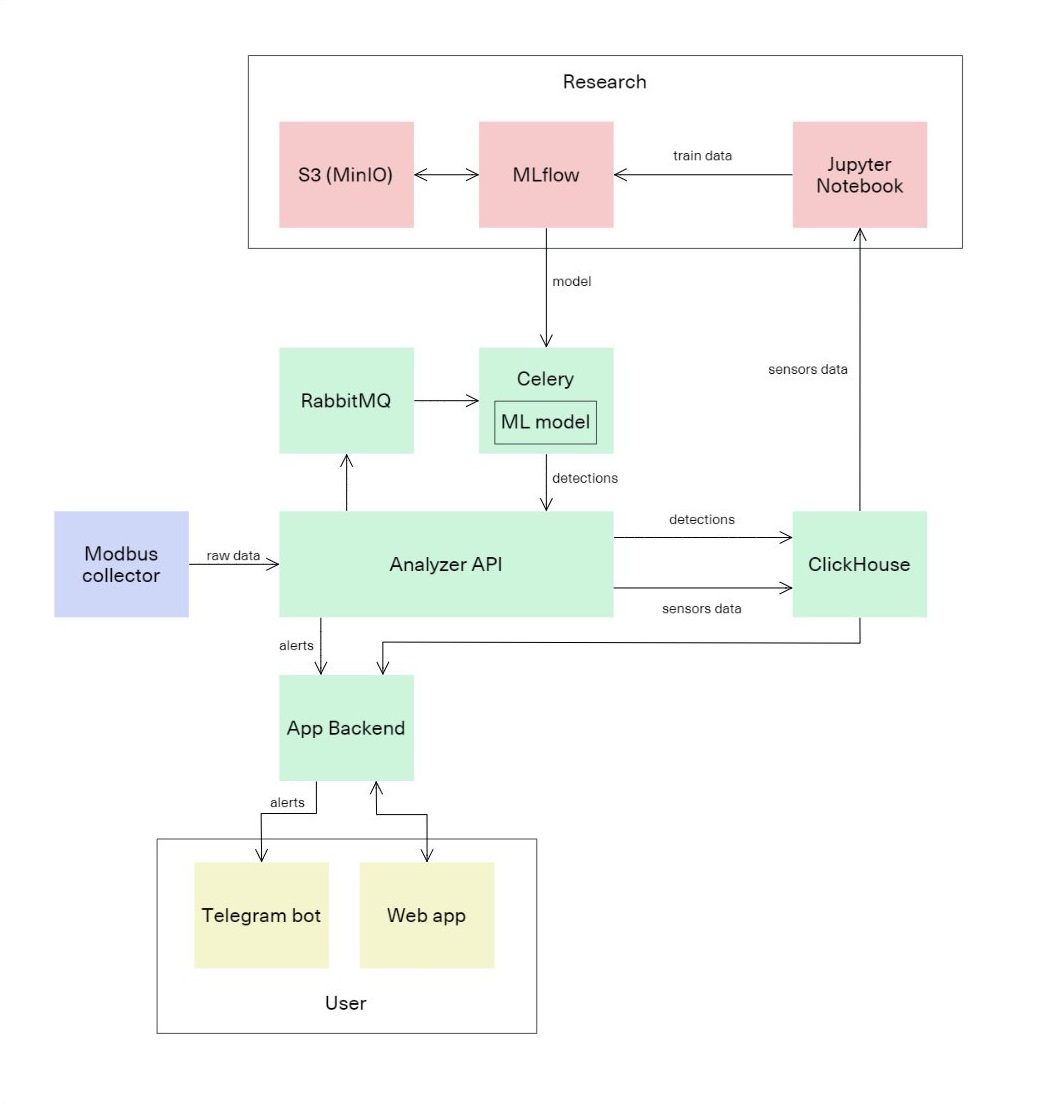 Research
S3 (MinIO)
MLflow
train data
Jupyter
Notebook
model
sensors data
RabbitMQ
Celery
ML model
detections
Modbus
collector
raw data
Analyzer API
detections
sensors data
ClickHouse
alerts
App Backend
alerts
Telegram bot
Web app
User